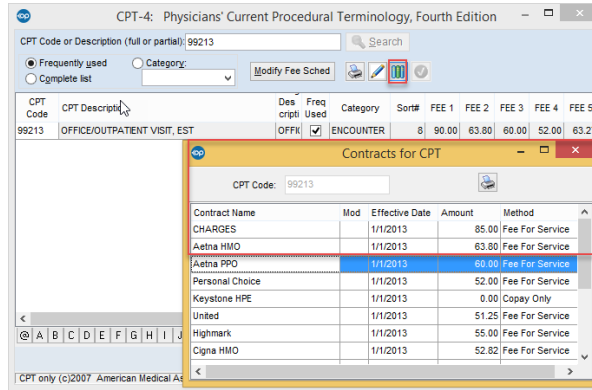 CPT-4: Physicians' Current Procedural Terminology, Fourth Edition
CPT Code or Description (full or partial): 99213 Search
Frequently used Category:
Complete list
Modify Fee Sched
CPT Code CPT Description Des cripti Freq Used Category Sort# FEE 1 FEE 2 FEE 3 FEE 4 FEE 5
99213 OFFICE/OUTPATIENT VISIT, EST OFFI ENCOUNTER 8 90.00 63.80 60.00 52.00 63.2
Contracts for CPT
CPT Code: 99213
Contract Name Mod Effective Date Amount Method
CHARGES 1/1/2013 85.00 Fee For Service
Aetna HMO 1/1/2013 63.80 Fee For Service
Aetna PPO 1/1/2013 60.00 Fee For Service
Personal Choice 1/1/2013 52.00 Fee For Service
Keystone HPE 1/1/2013 0.00 Copay Only
United 1/1/2013 51.25 Fee For Service
Highmark 1/1/2013 55.00 Fee For Service
Cigna HMO 1/1/2013 52.82 Fee For Service
@ A B C D E F G H I J
CPT only (c)2007 American Medical As